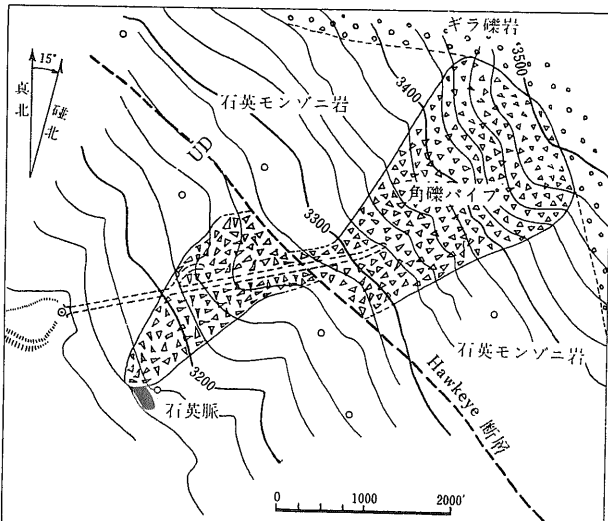 ギラ礫岩
15°
真北
磁北
3500
3400
石英モンゾニ岩
UD
角礫パイプ
3300
石英モンゾニ岩
3200
石英脈
Hawkeye 断層
0 1000 2000'